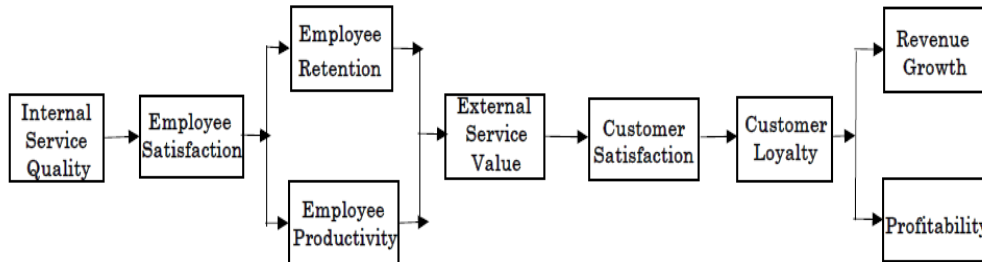 Internal
Service
Quality
Employee
Satisfaction
Employee
Retention
Employee
Productivity
External
Service
Value
Customer
Satisfaction
Customer
Loyalty
Revenue
Growth
Profitability